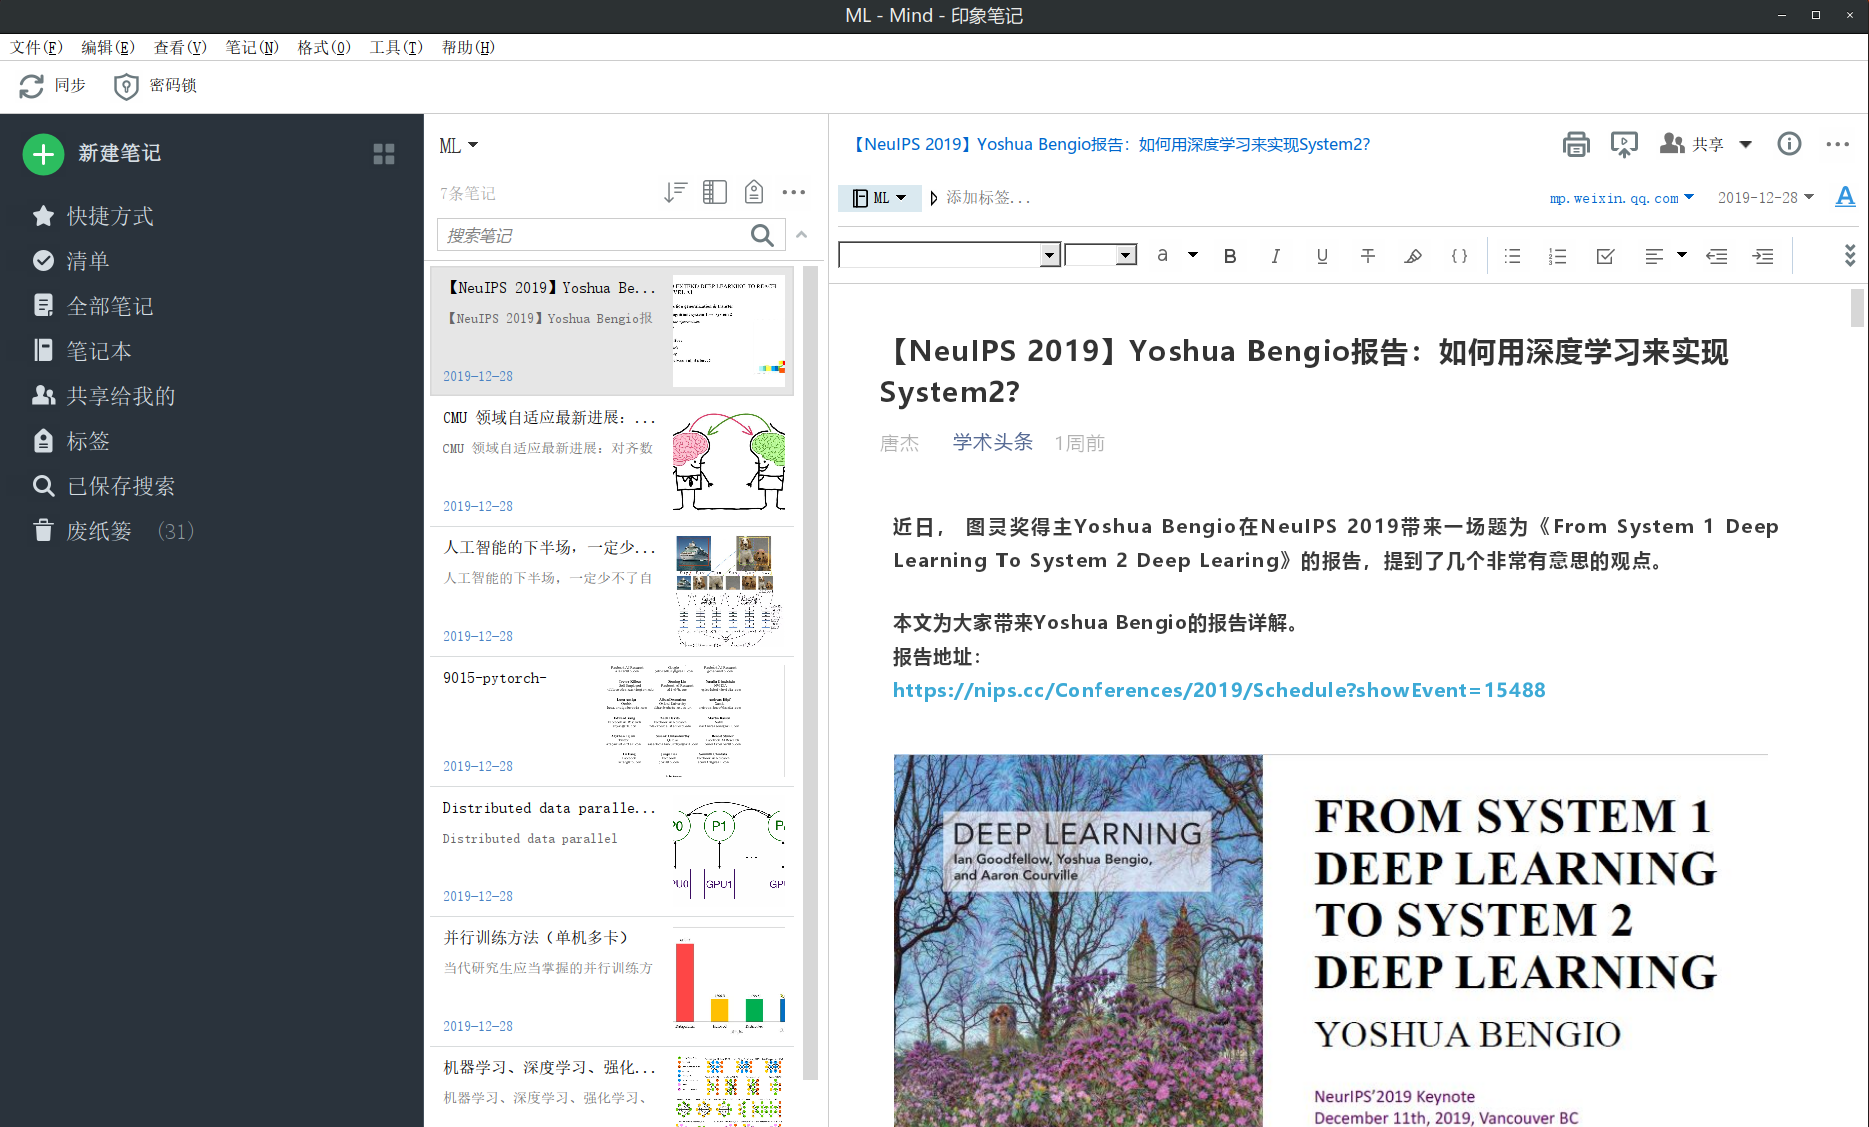 ML - Mind - 印象笔记
文件(F) 编辑(E) 查看(V) 笔记(N) 格式(O) 工具(T) 帮助(H)
同步 密码锁
新建笔记
快捷方式
清单
全部笔记
笔记本
共享给我的
标签
已保存搜索
废纸篓 (31)
ML
7条笔记
搜索笔记
【NeuIPS 2019】Yoshua Be...
【NeuIPS 2019】Yoshua Bengio报
2019-12-28
CMU 领域自适应最新进展：...
CMU 领域自适应最新进展：对齐数
2019-12-28
人工智能的下半场，一定少...
人工智能的下半场，一定少不了自
2019-12-28
9015-pytorch-
2019-12-28
Distributed data paralle...
Distributed data parallel
2019-12-28
P1
GPU1
并行训练方法（单机多卡）
当代研究生应当掌握的并行训练方
2019-12-28
机器学习、深度学习、强化...
机器学习、深度学习、强化学习、
【NeuIPS 2019】Yoshua Bengio报告：如何用深度学习来实现System2?
共享
ML 添加标签...
mp.weixin.qq.com 2019-12-28
【NeuIPS 2019】Yoshua Bengio报告：如何用深度学习来实现
System2?
唐杰 学术头条 1周前
近日， 图灵奖得主Yoshua Bengio在NeuIPS 2019带来一场题为《From System 1 Deep
Learning To System 2 Deep Learing》的报告，提到了几个非常有意思的观点。
本文为大家带来Yoshua Bengio的报告详解。
报告地址：
https://nips.cc/Conferences/2019/Schedule?showEvent=15488
DEEP LEARNING
Ian Goodfellow, Yoshua Bengio,
and Aaron Courville
FROM SYSTEM 1
DEEP LEARNING
TO SYSTEM 2
DEEP LEARNING
YOSHUA BENGIO
NeurIPS'2019 Keynote
December 11th, 2019, Vancouver BC